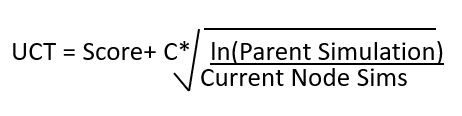 UCT = Score+ C* ln(Parent Simulation)
Current Node Sims